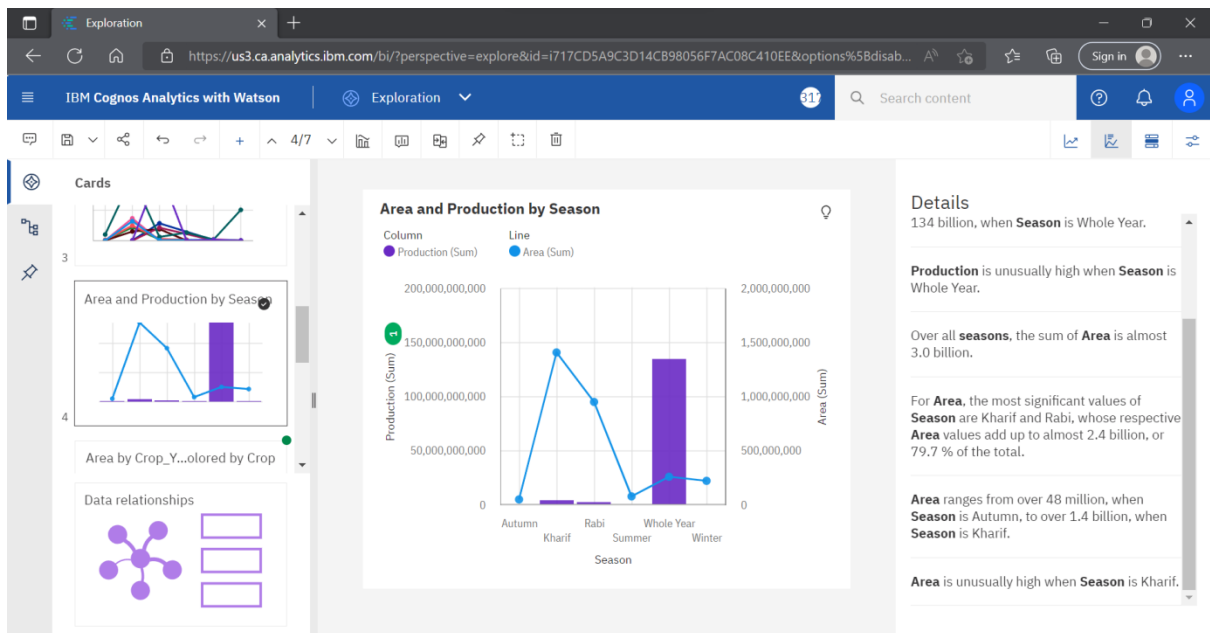 Exploration
https://us3.ca.analytics.ibm.com/bi/?perspective=explore&id=i717CD5A9C3D14CB98056F7AC08C410EE&options%5Bdisab...
Sign in
IBM Cognos Analytics with Watson
Exploration
317
Search content
4/7
Cards
3
Area and Production by Season
4
Area by Crop_Y...olored by Crop
Data relationships
Area and Production by Season
Column
Line
Production (Sum)
Area (Sum)
200,000,000,000
150,000,000,000
100,000,000,000
50,000,000,000
0
Production (Sum)
1
2,000,000,000
1,500,000,000
1,000,000,000
500,000,000
0
Area (Sum)
Autumn
Rabi
Whole Year
Kharif
Summer
Winter
Season
Details
134 billion, when Season is Whole Year.
Production is unusually high when Season is
Whole Year.
Over all seasons, the sum of Area is almost
3.0 billion.
For Area, the most significant values of
Season are Kharif and Rabi, whose respective
Area values add up to almost 2.4 billion, or
79.7 % of the total.
Area ranges from over 48 million, when
Season is Autumn, to over 1.4 billion, when
Season is Kharif.
Area is unusually high when Season is Kharif.